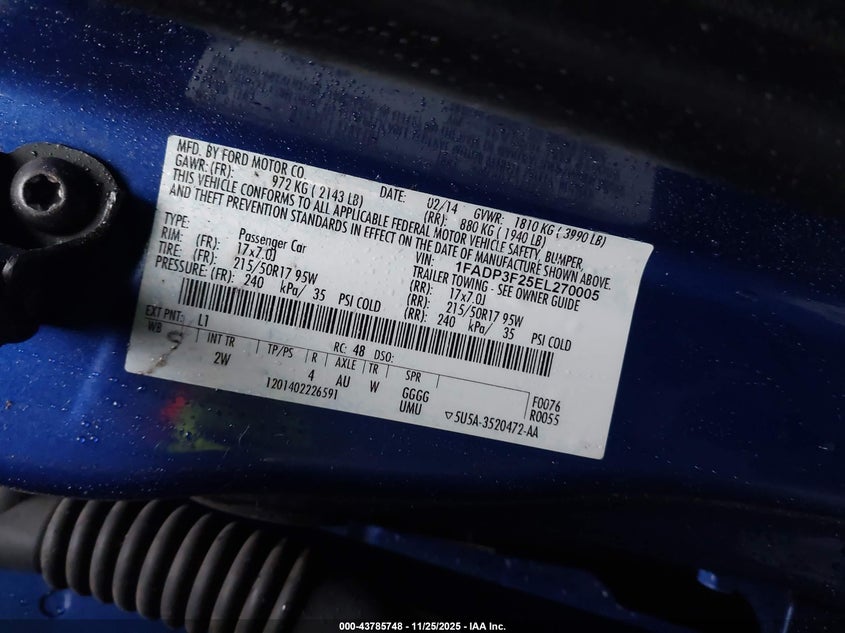 MFD. BY FORD MOTOR CO.
DATE: 02/14 GVWR: 1810 KG ( 3990 LB)
GAWR: (FR): 972 KG ( 2143 LB) (RR): 880 KG ( 1940 LB)
THIS VEHICLE CONFORMS TO ALL APPLICABLE FEDERAL MOTOR VEHICLE SAFETY, BUMPER,
AND THEFT PREVENTION STANDARDS IN EFFECT ON THE DATE OF MANUFACTURE SHOWN ABOVE.
VIN: 1FADP3F25EL270005
TYPE: Passenger Car TRAILER TOWING - SEE OWNER GUIDE
RIM: (FR): 17x7.0J (RR): 17x7.0J
TIRE: (FR): 215/50R17 95W (RR): 215/50R17 95W
PRESSURE: (FR): 240 kPa/ 35 PSI COLD (RR): 240 kPa/ 35 PSI COLD
EXT PNT: L1 RC: 48 DSO:
WB INT TR TP/PS R AXLE TR SPR
2W 4 AU W GGGG F0076
UMU R0055
1201402226591 ▽5U5A-3520472-AA
000-43785748 - 11/25/2025 - IAA Inc.